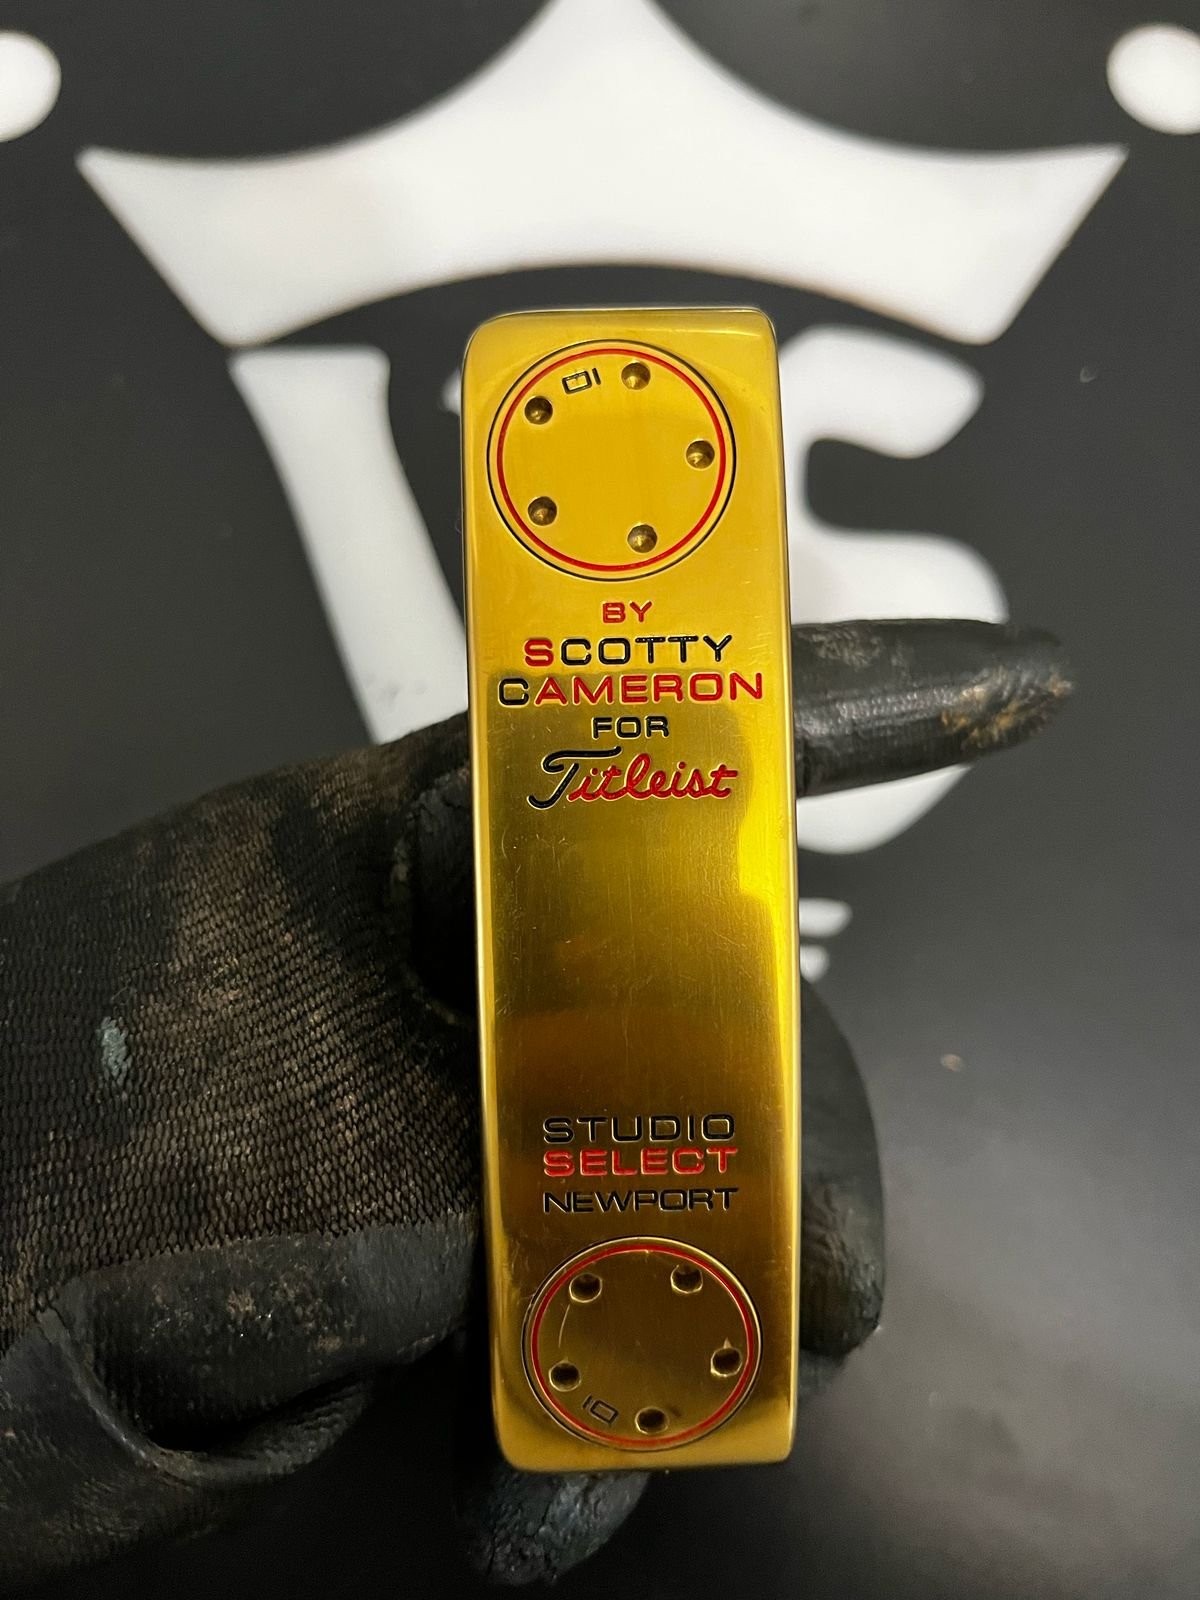 10
BY
SCOTTY
CAMERON
FOR
Titleist
STUDIO
SELECT
NEWPORT
10